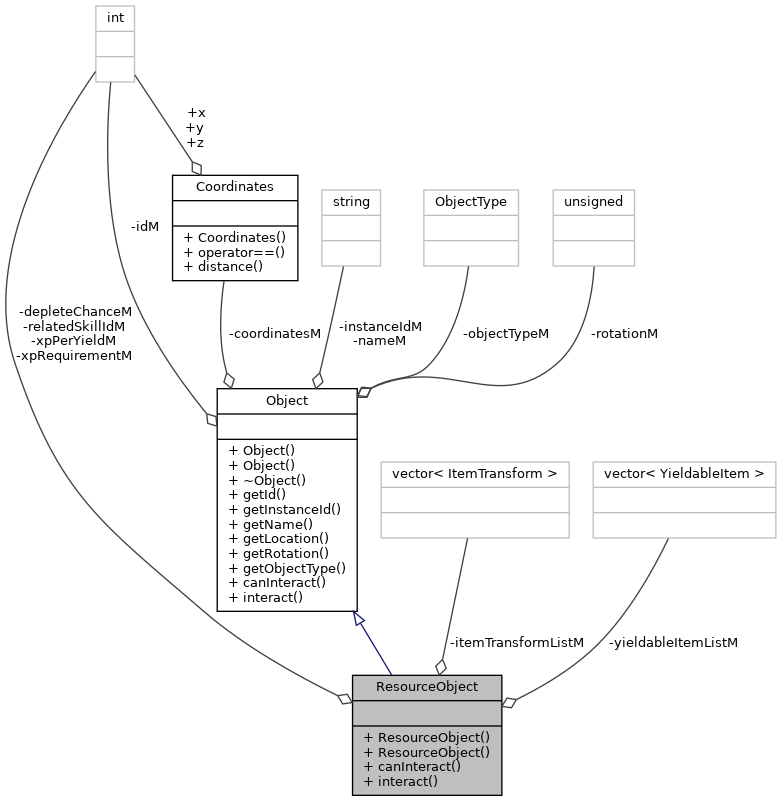 int
+x
+y
+z
Coordinates
+ Coordinates()
+ operator==()
+ distance()
string
ObjectType
unsigned
-idM
-depleteChanceM
-relatedSkillIdM
-xpPerYieldM
-xpRequirementM
-coordinatesM
-instanceIdM
-nameM
-objectTypeM
-rotationM
Object
+ Object()
+ Object()
+ ~Object()
+ getId()
+ getInstanceId()
+ getName()
+ getLocation()
+ getRotation()
+ getObjectType()
+ canInteract()
+ interact()
vector< ItemTransform >
vector< YieldableItem >
-itemTransformListM
-yieldableItemListM
ResourceObject
+ ResourceObject()
+ ResourceObject()
+ canInteract()
+ interact()